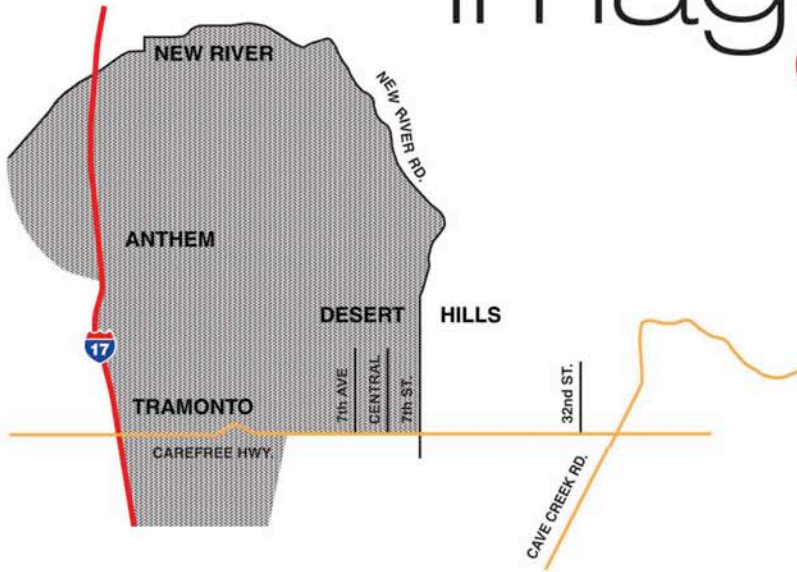 imag
NEW RIVER
NEW RIVER RD.
ANTHEM
DESERT HILLS
17
7th AVE
CENTRAL
7th ST.
32nd ST.
TRAMONTO
CAREFREE HWY.
CAVE CREEK RD.